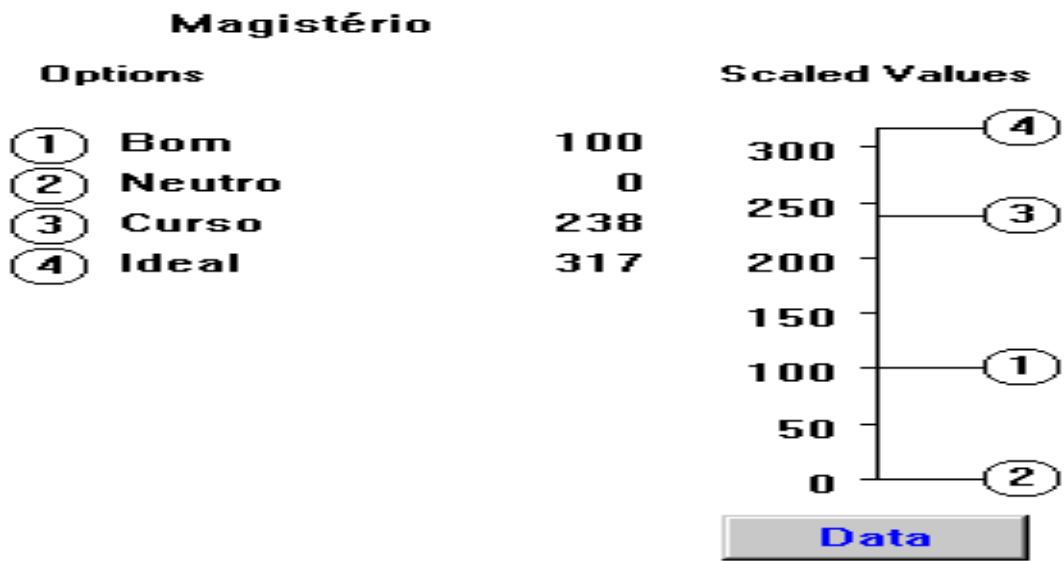 Magistério
Options Scaled Values
1 Bom 100
2 Neutro 0
3 Curso 238
4 Ideal 317
4
300
3
250
200
150
1
100
50
2
0
Data